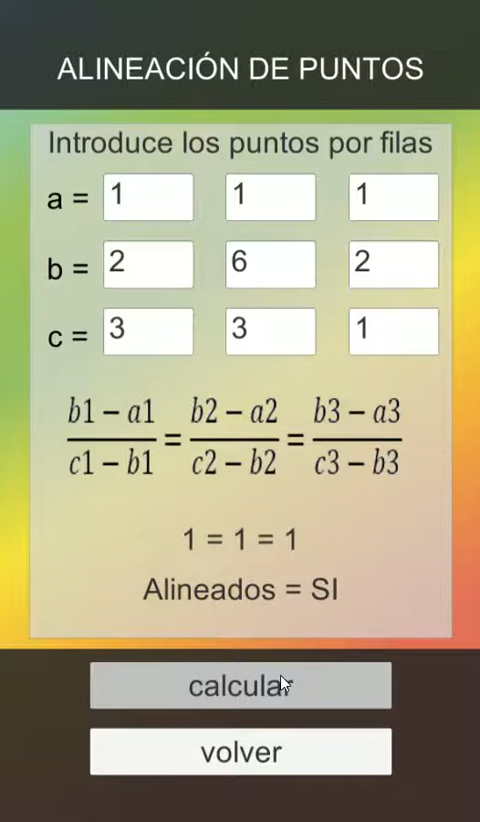 ALINEACIÓN DE PUNTOS
Introduce los puntos por filas
a = 1 1 1
b = 2 6 2
c = 3 3 1
b1 − a1 b2 − a2 b3 − a3
= =
c1 − b1 c2 − b2 c3 − b3
1 = 1 = 1
Alineados = SI
calcular
volver